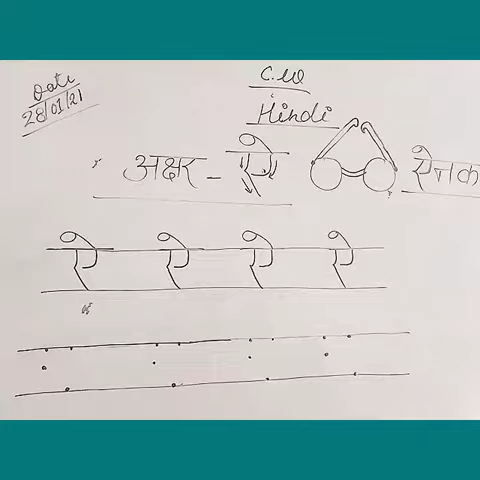 Date
28/01/21
C.W
Hindi
अक्षर - ऐ ऐनक
ऐ ऐ ऐ ऐ